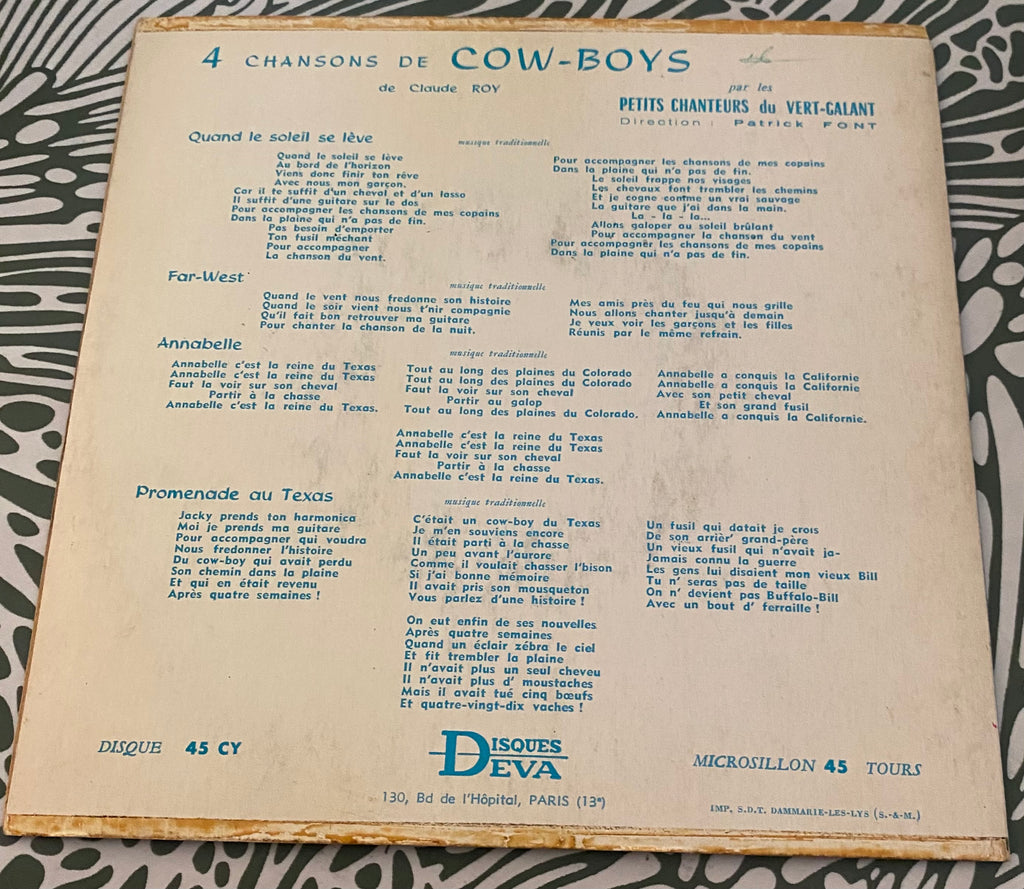 4 CHANSONS DE COW-BOYS
de Claude ROY
par les
PETITS CHANTEURS du VERT-GALANT
Direction : Patrick FONT
Quand le soleil se lève
musique traditionnelle
Quand le soleil se lève
Au bord de l'horizon
Viens donc finir ton rêve
Avec nous mon garçon.
Car il te suffit d'un cheval et d'un lasso
Il suffit d'une guitare sur le dos
Pour accompagner les chansons de mes copains
Dans la plaine qui n'a pas de fin.
Pas besoin d'emporter
Ton fusil méchant
Pour accompagner
La chanson du vent.
Pour accompagner les chansons de mes copains
Dans la plaine qui n'a pas de fin.
Le soleil frappe nos visages
Les chevaux font trembler les chemins
Et je cogne comme un vrai sauvage
La guitare que j'ai dans la main.
La - la - la...
Allons galoper au soleil brûlant
Pour accompagner la chanson du vent
Pour accompagner les chansons de mes copains
Dans la plaine qui n'a pas de fin.
Far-West
musique traditionnelle
Quand le vent nous fredonne son histoire
Quand le soir vient nous t'nir compagnie
Qu'il fait bon retrouver ma guitare
Pour chanter la chanson de la nuit.
Mes amis près du feu qui nous grille
Nous allons chanter jusqu'à demain
Je veux voir les garçons et les filles
Réunis par le même refrain.
Annabelle
musique traditionnelle
Annabelle c'est la reine du Texas
Annabelle c'est la reine du Texas
Faut la voir sur son cheval
Partir à la chasse
Annabelle c'est la reine du Texas.
Tout au long des plaines du Colorado
Tout au long des plaines du Colorado
Faut la voir sur son cheval
Partir au galop
Tout au long des plaines du Colorado.
Annabelle a conquis la Californie
Annabelle a conquis la Californie
Avec son petit cheval
Et son grand fusil
Annabelle a conquis la Californie.
Annabelle c'est la reine du Texas
Annabelle c'est la reine du Texas
Faut la voir sur son cheval
Partir à la chasse
Annabelle c'est la reine du Texas.
Promenade au Texas
musique traditionnelle
Jacky prends ton harmonica
Moi je prends ma guitare
Pour accompagner qui voudra
Nous fredonner l'histoire
Du cow-boy qui avait perdu
Son chemin dans la plaine
Et qui en était revenu
Après quatre semaines !
C'était un cow-boy du Texas
Je m'en souviens encore
Il était parti à la chasse
Un peu avant l'aurore
Comme il voulait chasser l'bison
Si j'ai bonne mémoire
Il avait pris son mousqueton
Vous parlez d'une histoire !
Un fusil qui datait je crois
De son arrièr' grand-père
Un vieux fusil qui n'avait ja-
Jamais connu la guerre
Les gens lui disaient mon vieux Bill
Tu n' seras pas de taille
On n' devient pas Buffalo-Bill
Avec un bout d' ferraille !
On eut enfin de ses nouvelles
Après quatre semaines
Quand un éclair zébra le ciel
Et fit trembler la plaine
Il n'avait plus un seul cheveu
Il n'avait plus d' moustaches
Mais il avait tué cinq bœufs
Et quatre-vingt-dix vaches !
DISQUE 45 CY
DISQUES DEVA
MICROSILLON 45 TOURS
130, Bd de l'Hôpital, PARIS (13e)
IMP. S.D.T. DAMMARIE-LES-LYS (S.-&-M.)